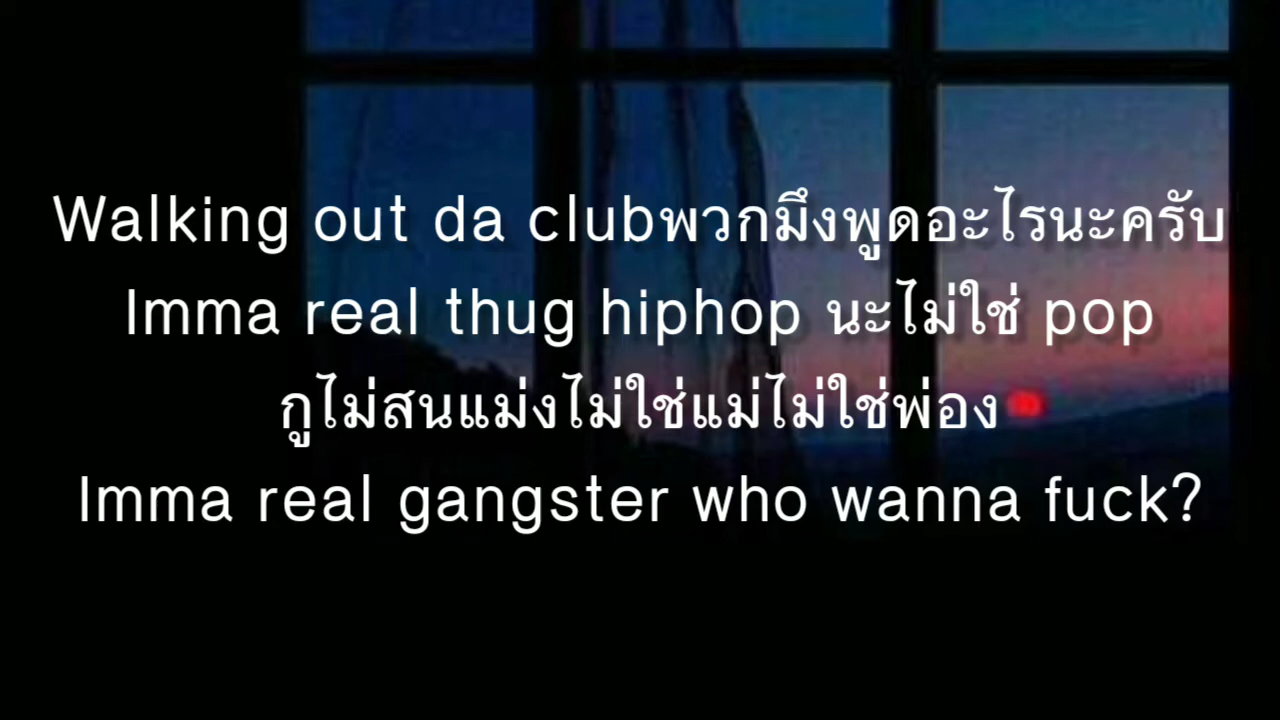 Walking out da clubพวกมึงพูดอะไรนะครับ
Imma real thug hiphop นะไม่ใช่ pop
กูไม่สนแม่งไม่ใช่แม่ไม่ใช่พ่อง
Imma real gangster who wanna fuck?